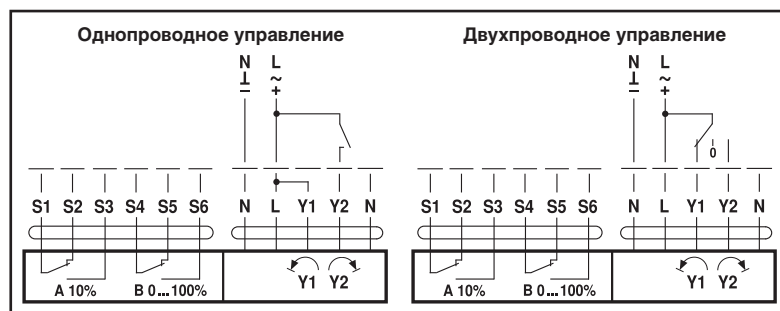 Однопроводное управление Двухпроводное управление
N L N L
⊥ ~ ⊥ ~
– + – +
0
S1 S2 S3 S4 S5 S6 N L Y1 Y2 N S1 S2 S3 S4 S5 S6 N L Y1 Y2 N
A 10% B 0...100% Y1 Y2 A 10% B 0...100% Y1 Y2